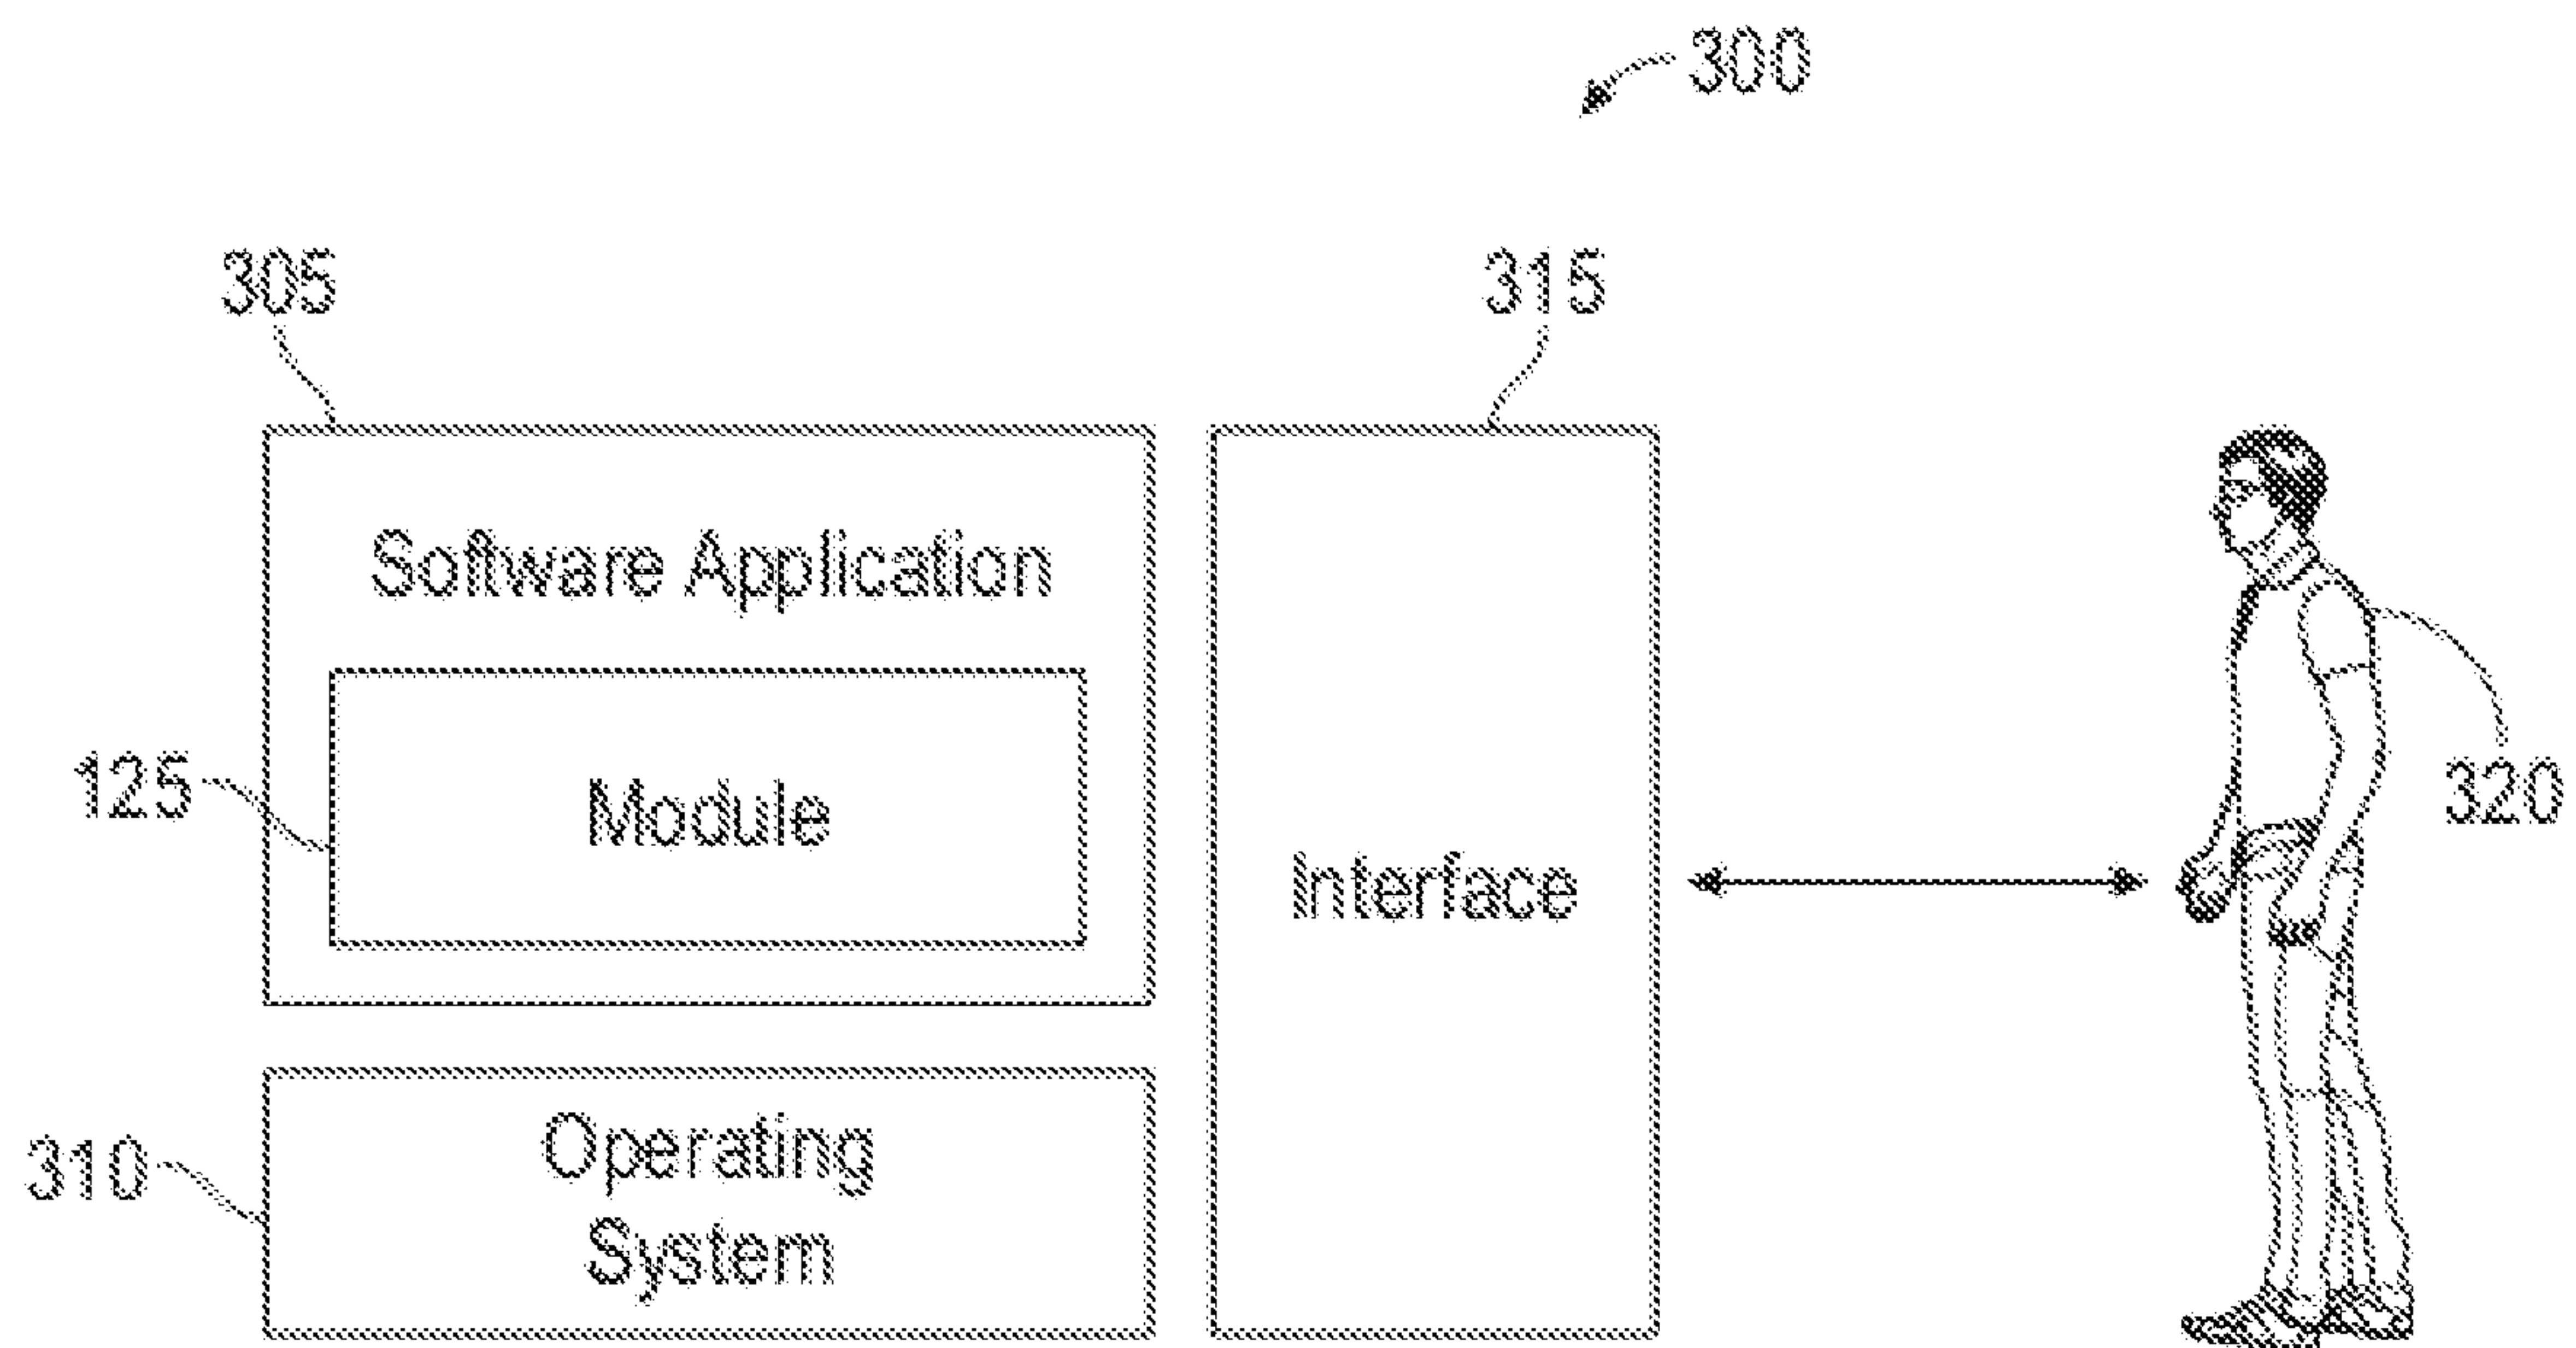 300
305
315
Software Application
125
Module
320
Interface
310
Operating
System